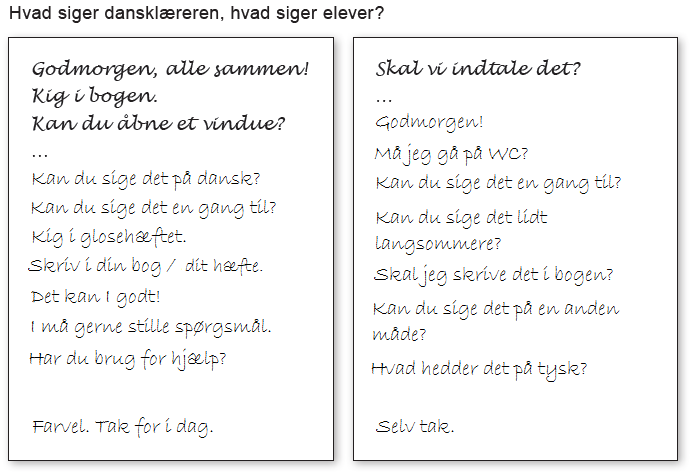 Hvad siger dansklæreren, hvad siger elever?
Godmorgen, alle sammen!
Kig i bogen.
Kan du åbne et vindue?
...
Kan du sige det på dansk?
Kan du sige det en gang til?
Kig i glosehæftet.
Skriv i din bog / dit hæfte.
Det kan I godt!
I må gerne stille spørgsmål.
Har du brug for hjælp?
Farvel. Tak for i dag.
Skal vi indtale det?
...
Godmorgen!
Må jeg gå på WC?
Kan du sige det en gang til?
Kan du sige det lidt
langsommere?
Skal jeg skrive det i bogen?
Kan du sige det på en anden
måde?
Hvad hedder det på tysk?
Selv tak.